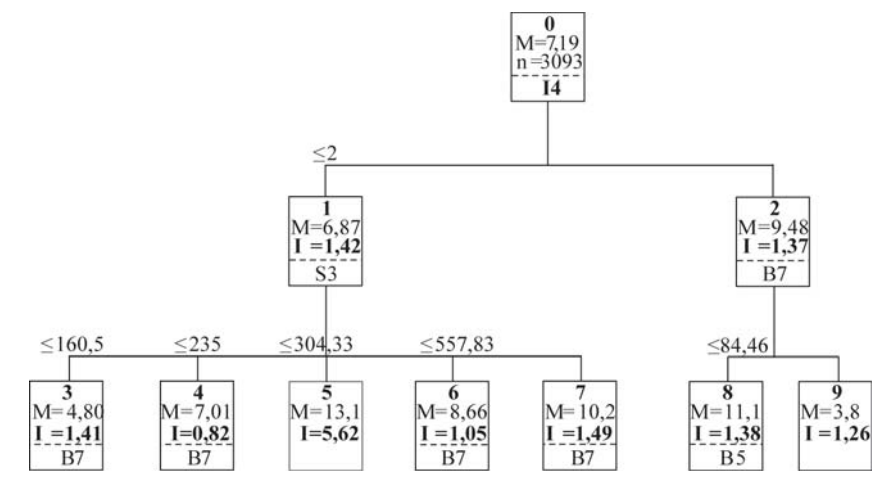 0
M=7,19
n=3093
I4
≤2
1
M=6,87
I =1,42
S3
2
M=9,48
I =1,37
B7
≤160,5
≤235
≤304,33
≤557,83
≤84,46
3
M=4,80
I =1,41
B7
4
M=7,01
I=0,82
B7
5
M=13,1
I=5,62
6
M=8,66
I =1,05
B7
7
M=10,2
I =1,49
B7
8
M=11,1
I =1,38
B5
9
M=3,8
I =1,26